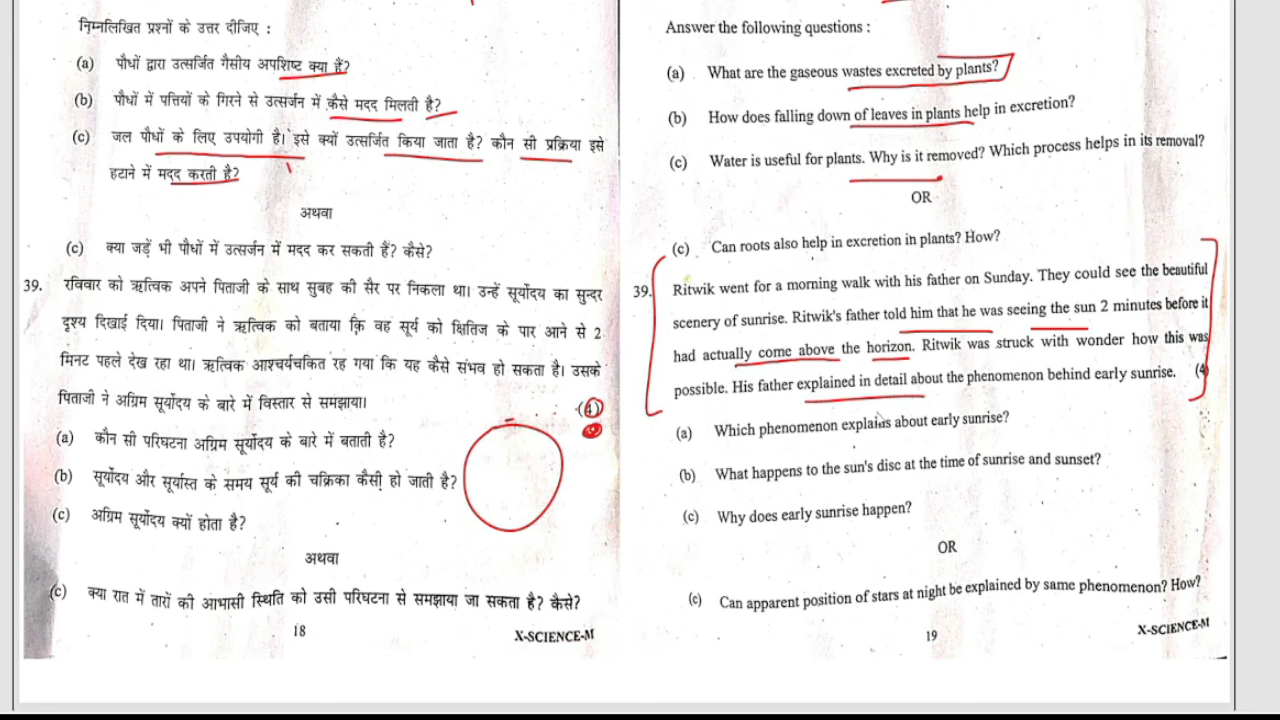 निम्नलिखित प्रश्नों के उत्तर दीजिए :
(a) पौधों द्वारा उत्सर्जित गैसीय अपशिष्ट क्या हैं?
(b) पौधों में पत्तियों के गिरने से उत्सर्जन में कैसे मदद मिलती है?
(c) जल पौधों के लिए उपयोगी है। इसे क्यों उत्सर्जित किया जाता है? कौन सी प्रक्रिया इसे
हटाने में मदद करती है?
अथवा
(c) क्या जड़ें भी पौधों में उत्सर्जन में मदद कर सकती हैं? कैसे?
39. रविवार को ऋत्विक अपने पिताजी के साथ सुबह की सैर पर निकला था। उन्हें सूर्योदय का सुन्दर
दृश्य दिखाई दिया। पिताजी ने ऋत्विक को बताया कि वह सूर्य को क्षितिज के पार आने से 2
मिनट पहले देख रहा था। ऋत्विक आश्चर्यचकित रह गया कि यह कैसे संभव हो सकता है। उसके
पिताजी ने अग्रिम सूर्योदय के बारे में विस्तार से समझाया। (4)
(a) कौन सी परिघटना अग्रिम सूर्योदय के बारे में बताती है?
(b) सूर्योदय और सूर्यास्त के समय सूर्य की चक्रिका कैसी हो जाती है?
(c) अग्रिम सूर्योदय क्यों होता है?
अथवा
(c) क्या रात में तारों की आभासी स्थिति को उसी परिघटना से समझाया जा सकता है? कैसे?
18 X-SCIENCE-M
Answer the following questions :
(a) What are the gaseous wastes excreted by plants?
(b) How does falling down of leaves in plants help in excretion?
(c) Water is useful for plants. Why is it removed? Which process helps in its removal?
OR
(c) Can roots also help in excretion in plants? How?
39. Ritwik went for a morning walk with his father on Sunday. They could see the beautiful
scenery of sunrise. Ritwik's father told him that he was seeing the sun 2 minutes before it
had actually come above the horizon. Ritwik was struck with wonder how this was
possible. His father explained in detail about the phenomenon behind early sunrise. (4)
(a) Which phenomenon explains about early sunrise?
(b) What happens to the sun's disc at the time of sunrise and sunset?
(c) Why does early sunrise happen?
OR
(c) Can apparent position of stars at night be explained by same phenomenon? How?
19 X-SCIENCE-M